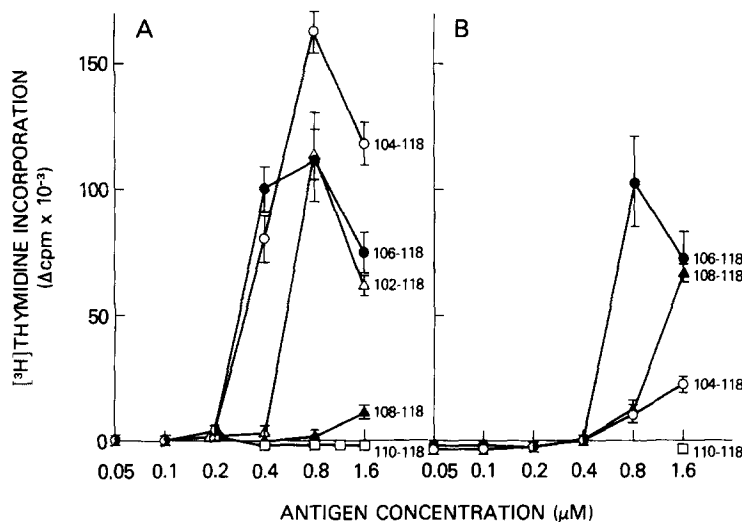 A
B
[³H]THYMIDINE INCORPORATION
(Δcpm x 10⁻³)
150
100
50
0
104-118
106-118
102-118
108-118
110-118
106-118
108-118
104-118
110-118
0.05 0.1 0.2 0.4 0.8 1.6
0.05 0.1 0.2 0.4 0.8 1.6
ANTIGEN CONCENTRATION (μM)